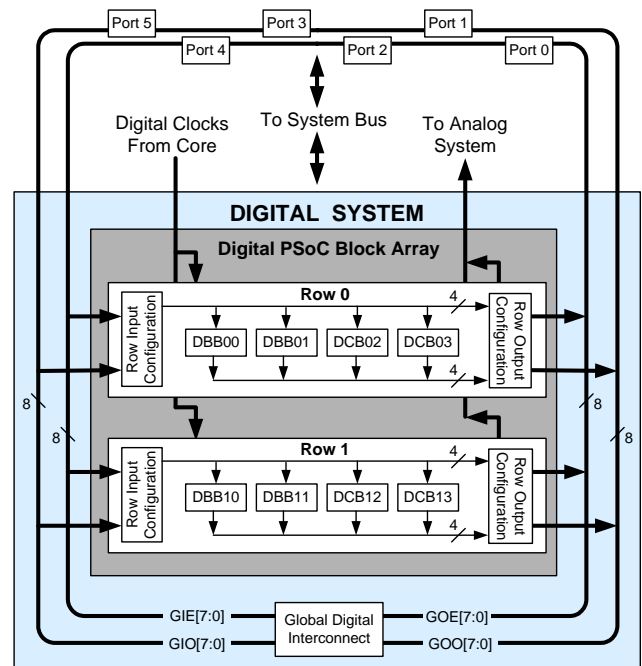 Port 5
Port 3
Port 1
Port 4
Port 2
Port 0
Digital Clocks
From Core
To System Bus
To Analog
System
DIGITAL SYSTEM
Digital PSoC Block Array
Row 0
Row Input
Configuration
4
DBB00
DBB01
DCB02
DCB03
4
Row Output
Configuration
8
8
8
8
Row 1
Row Input
Configuration
4
DBB10
DBB11
DCB12
DCB13
4
Row Output
Configuration
GIE[7:0]
GIO[7:0]
Global Digital
Interconnect
GOE[7:0]
GOO[7:0]